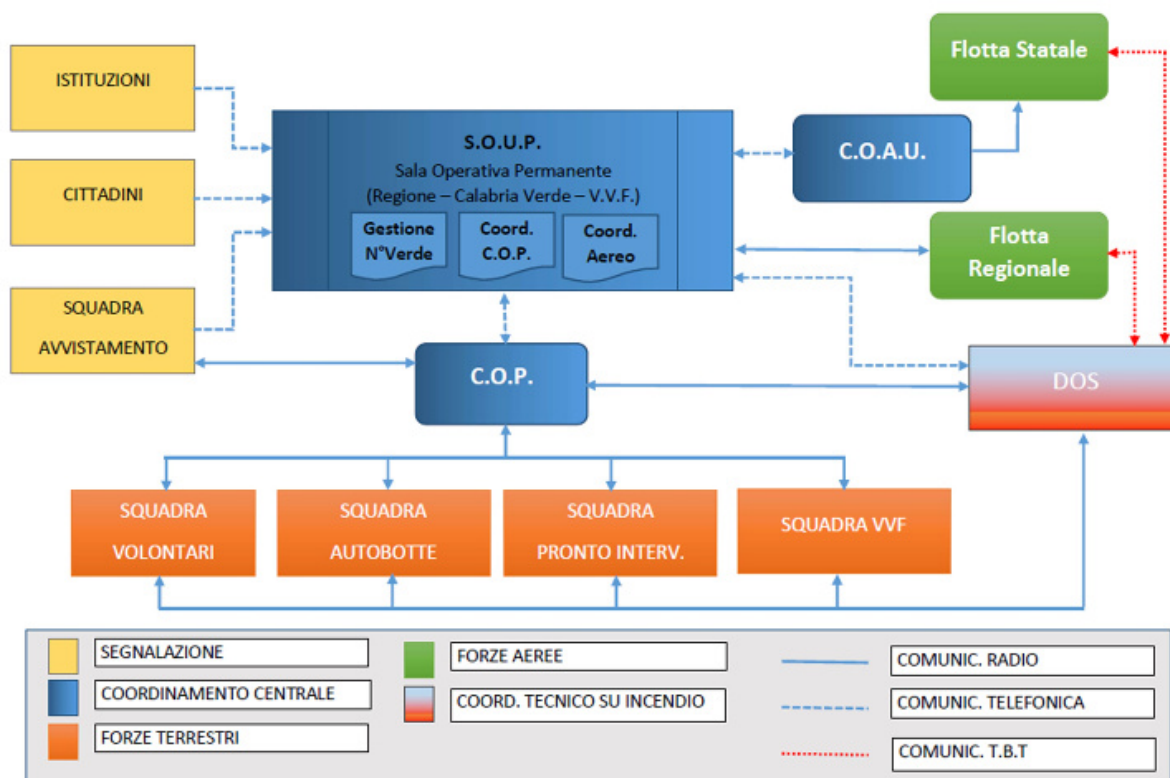 ISTITUZIONI
CITTADINI
SQUADRA
AVVISTAMENTO
S.O.U.P.
Sala Operativa Permanente
(Regione – Calabria Verde – V.V.F.)
Gestione
N°Verde
Coord.
C.O.P.
Coord.
Aereo
C.O.A.U.
Flotta Statale
Flotta
Regionale
C.O.P.
DOS
SQUADRA
VOLONTARI
SQUADRA
AUTOBOTTE
SQUADRA
PRONTO INTERV.
SQUADRA VVF
SEGNALAZIONE
COORDINAMENTO CENTRALE
FORZE TERRESTRI
FORZE AEREE
COORD. TECNICO SU INCENDIO
COMUNIC. RADIO
COMUNIC. TELEFONICA
COMUNIC. T.B.T